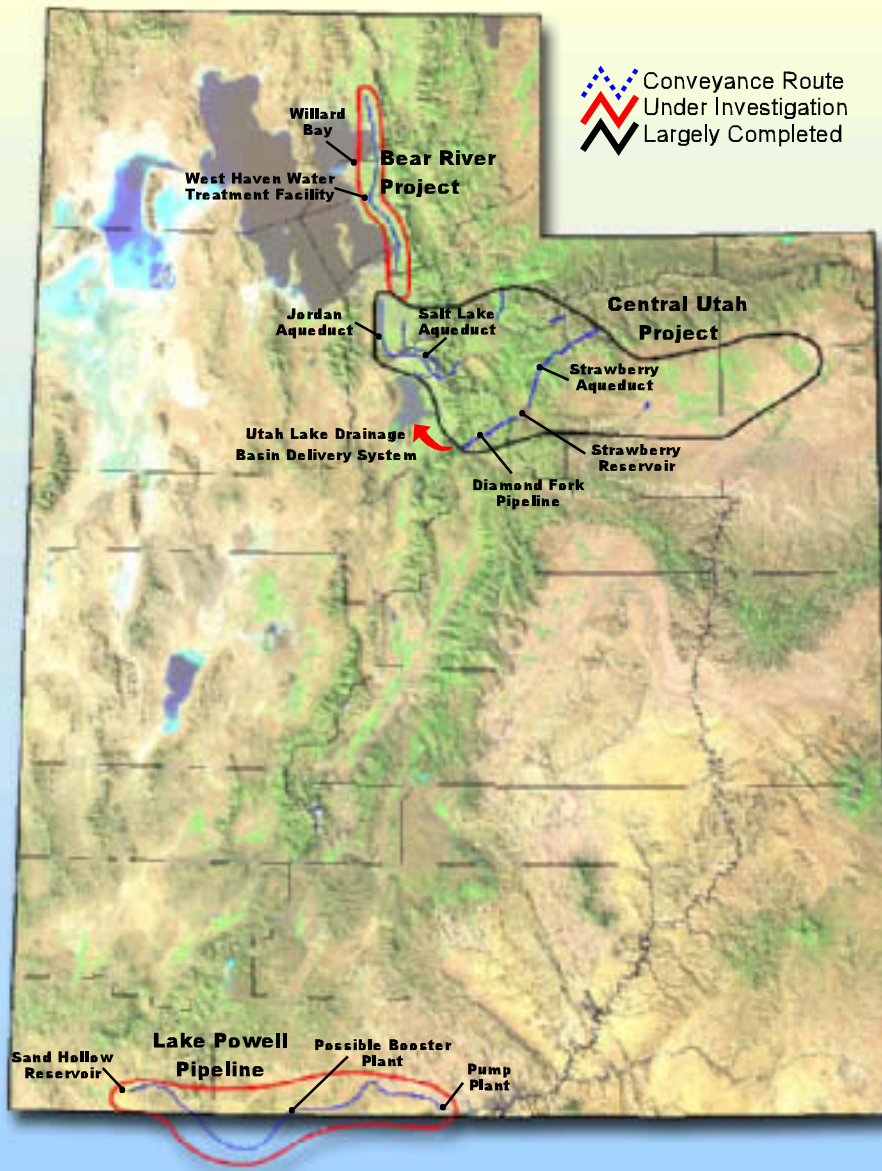 Conveyance Route
Under Investigation
Largely Completed
Willard
Bay
Bear River
Project
West Haven Water
Treatment Facility
Jordan
Aqueduct
Salt Lake
Aqueduct
Central Utah
Project
Strawberry
Aqueduct
Utah Lake Drainage
Basin Delivery System
Strawberry
Reservoir
Diamond Fork
Pipeline
Lake Powell
Pipeline
Sand Hollow
Reservoir
Possible Booster
Plant
Pump
Plant